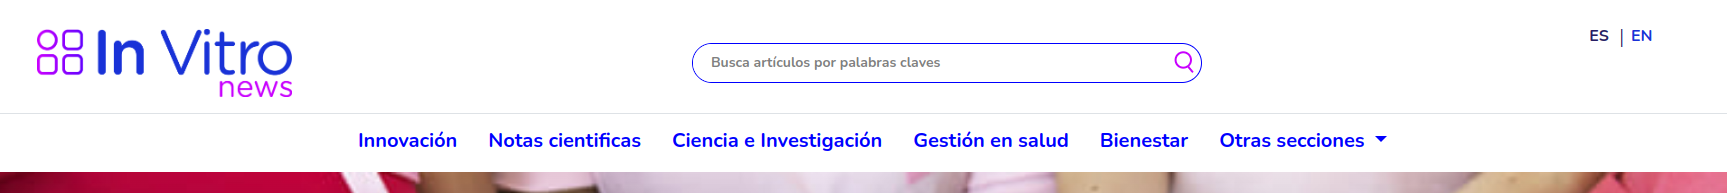 In Vitro
news
Busca artículos por palabras claves
ES | EN
Innovación Notas cientificas Ciencia e Investigación Gestión en salud Bienestar Otras secciones